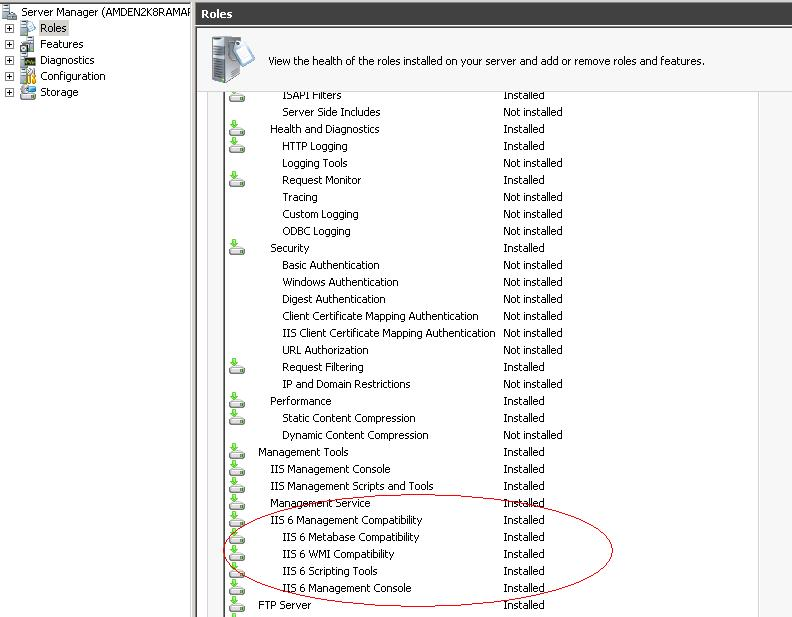 Server Manager (AMDEN2K8RAMAR
Roles
Features
Diagnostics
Configuration
Storage
Roles
View the health of the roles installed on your server and add or remove roles and features.
ISAPI Filters Installed
Server Side Includes Not installed
Health and Diagnostics Installed
HTTP Logging Installed
Logging Tools Not installed
Request Monitor Installed
Tracing Not installed
Custom Logging Not installed
ODBC Logging Not installed
Security Installed
Basic Authentication Not installed
Windows Authentication Not installed
Digest Authentication Not installed
Client Certificate Mapping Authentication Not installed
IIS Client Certificate Mapping Authentication Not installed
URL Authorization Not installed
Request Filtering Installed
IP and Domain Restrictions Not installed
Performance Installed
Static Content Compression Installed
Dynamic Content Compression Not installed
Management Tools Installed
IIS Management Console Installed
IIS Management Scripts and Tools Installed
Management Service Installed
IIS 6 Management Compatibility Installed
IIS 6 Metabase Compatibility Installed
IIS 6 WMI Compatibility Installed
IIS 6 Scripting Tools Installed
IIS 6 Management Console Installed
FTP Server Installed